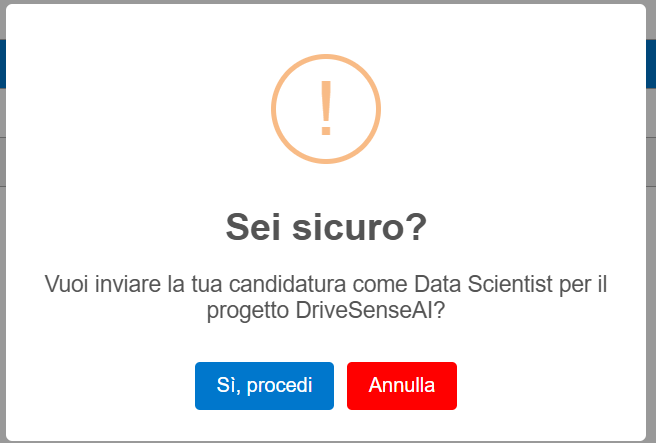 !
Sei sicuro?
Vuoi inviare la tua candidatura come Data Scientist per il
progetto DriveSenseAI?
Sì, procedi
Annulla